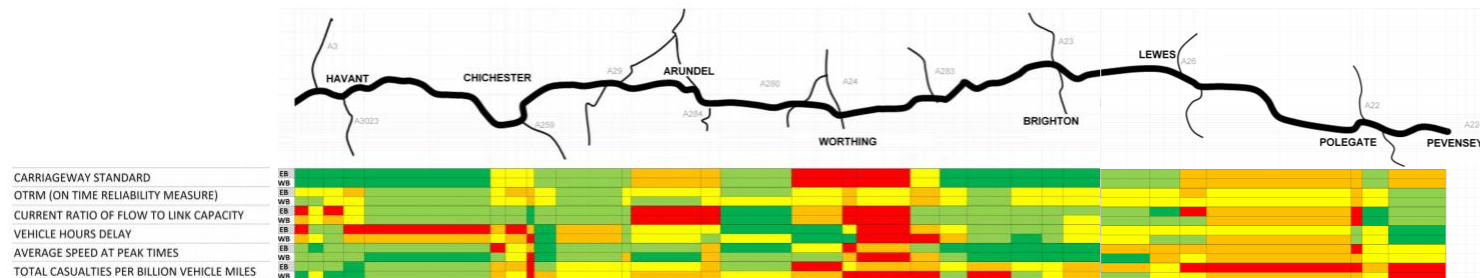 A3
HAVANT
A3023
CHICHESTER
A259
A29
ARUNDEL
A284
A280
A24
WORTHING
A283
A23
BRIGHTON
LEWES
A26
A22
POLEGATE
PEVENSEY
CARRIAGEWAY STANDARD
EB
WB
OTRM (ON TIME RELIABILITY MEASURE)
EB
WB
CURRENT RATIO OF FLOW TO LINK CAPACITY
EB
WB
VEHICLE HOURS DELAY
EB
WB
AVERAGE SPEED AT PEAK TIMES
EB
WB
TOTAL CASUALTIES PER BILLION VEHICLE MILES
EB
WB